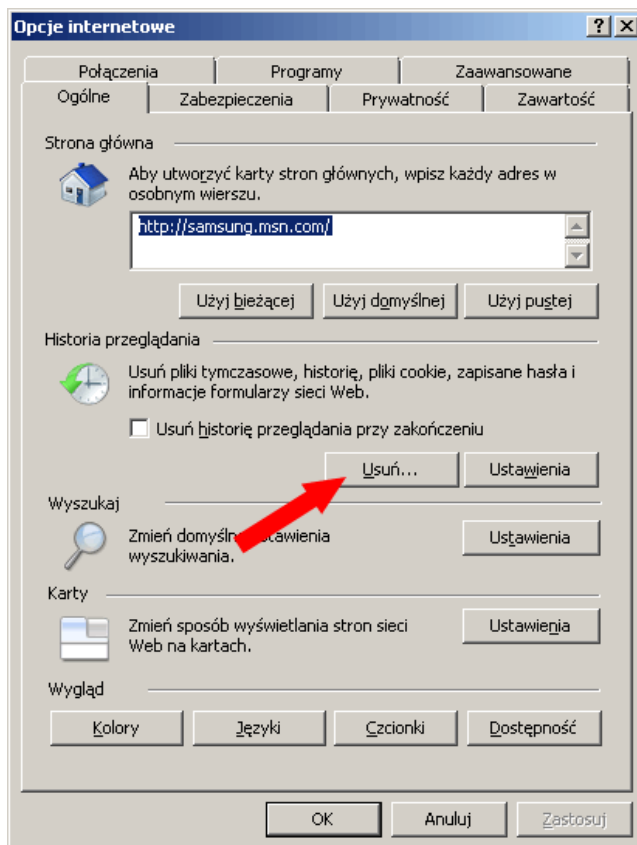 Opcje internetowe
Połączenia Programy Zaawansowane
Ogólne Zabezpieczenia Prywatność Zawartość
Strona główna
Aby utworzyć karty stron głównych, wpisz każdy adres w
osobnym wierszu.
http://samsung.msn.com/
Użyj bieżącej Użyj domyślnej Użyj pustej
Historia przeglądania
Usuń pliki tymczasowe, historię, pliki cookie, zapisane hasła i
informacje formularzy sieci Web.
Usuń historię przeglądania przy zakończeniu
Usuń... Ustawienia
Wyszukaj
Zmień Ustawienia
wyszukiwania.
Karty
Zmień sposób wyświetlania stron sieci Ustawienia
Web na kartach.
Wygląd
Kolory Języki Czcionki Dostępność
OK Anuluj Zastosuj